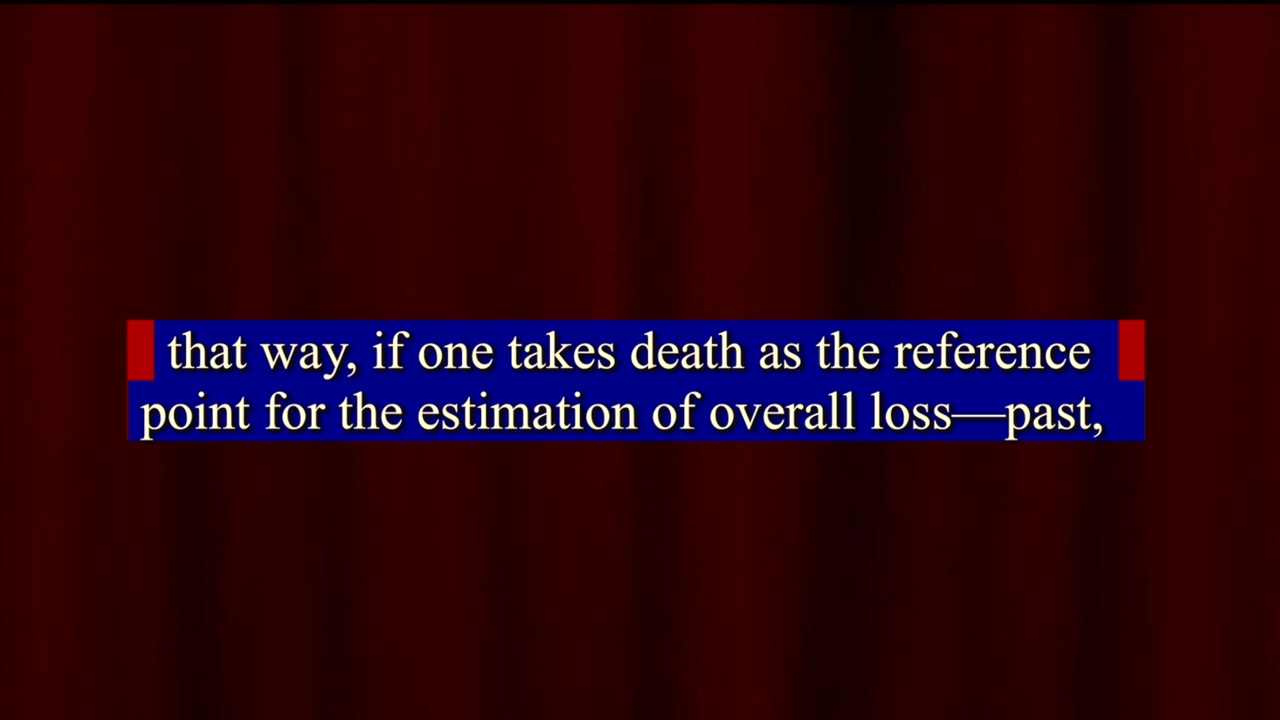 that way, if one takes death as the reference
point for the estimation of overall loss—past,